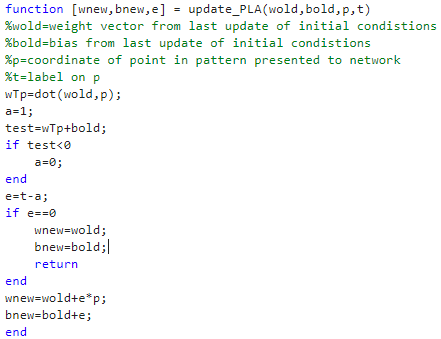 function [wnew,bnew,e] = update_PLA(wold,bold,p,t)
%wold=weight vector from last update of initial condistions
%bold=bias from last update of initial condistions
%p=coordinate of point in pattern presented to network
%t=label on p
wTp=dot(wold,p);
a=1;
test=wTp+bold;
if test<0
    a=0;
end
e=t-a;
if e==0
    wnew=wold;
    bnew=bold;
    return
end
wnew=wold+e*p;
bnew=bold+e;
end